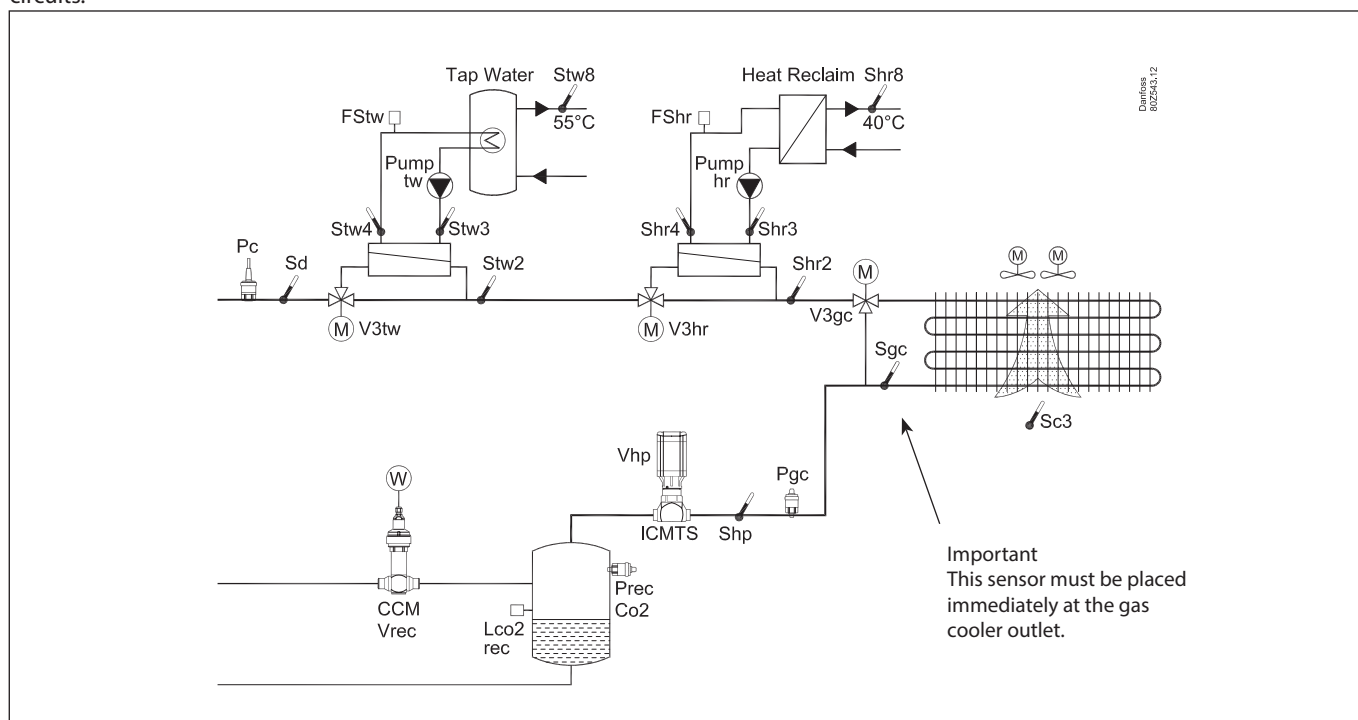 circuits.
Tap Water Stw8
Heat Reclaim Shr8
Danfoss
80Z543.12
FStw
55°C
FShr
40°C
Pump
tw
Pump
hr
M M
Stw4
Stw3
Shr4
Shr3
Pc
Sd
Stw2
Shr2
M
M
V3tw
M
V3hr
V3gc
Sgc
Sc3
Vhp
Pgc
W
ICMTS
Shp
Important
This sensor must be placed
immediately at the gas
cooler outlet.
Prec
Co2
CCM
Vrec
Lco2
rec